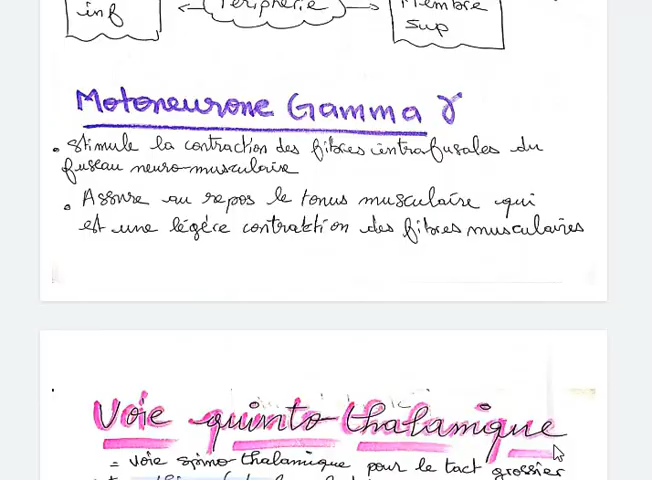 inf
Périphérie
Membre
sup
Motoneurone Gamma γ
• stimule la contraction des fibres intrafusales du
fuseau neuro-musculaire
• Assure au repos le tonus musculaire qui
est une légére contraktion des fibres musculaires
Voie quinto-thalamique
= voie spino-thalamique pour le tact grossier